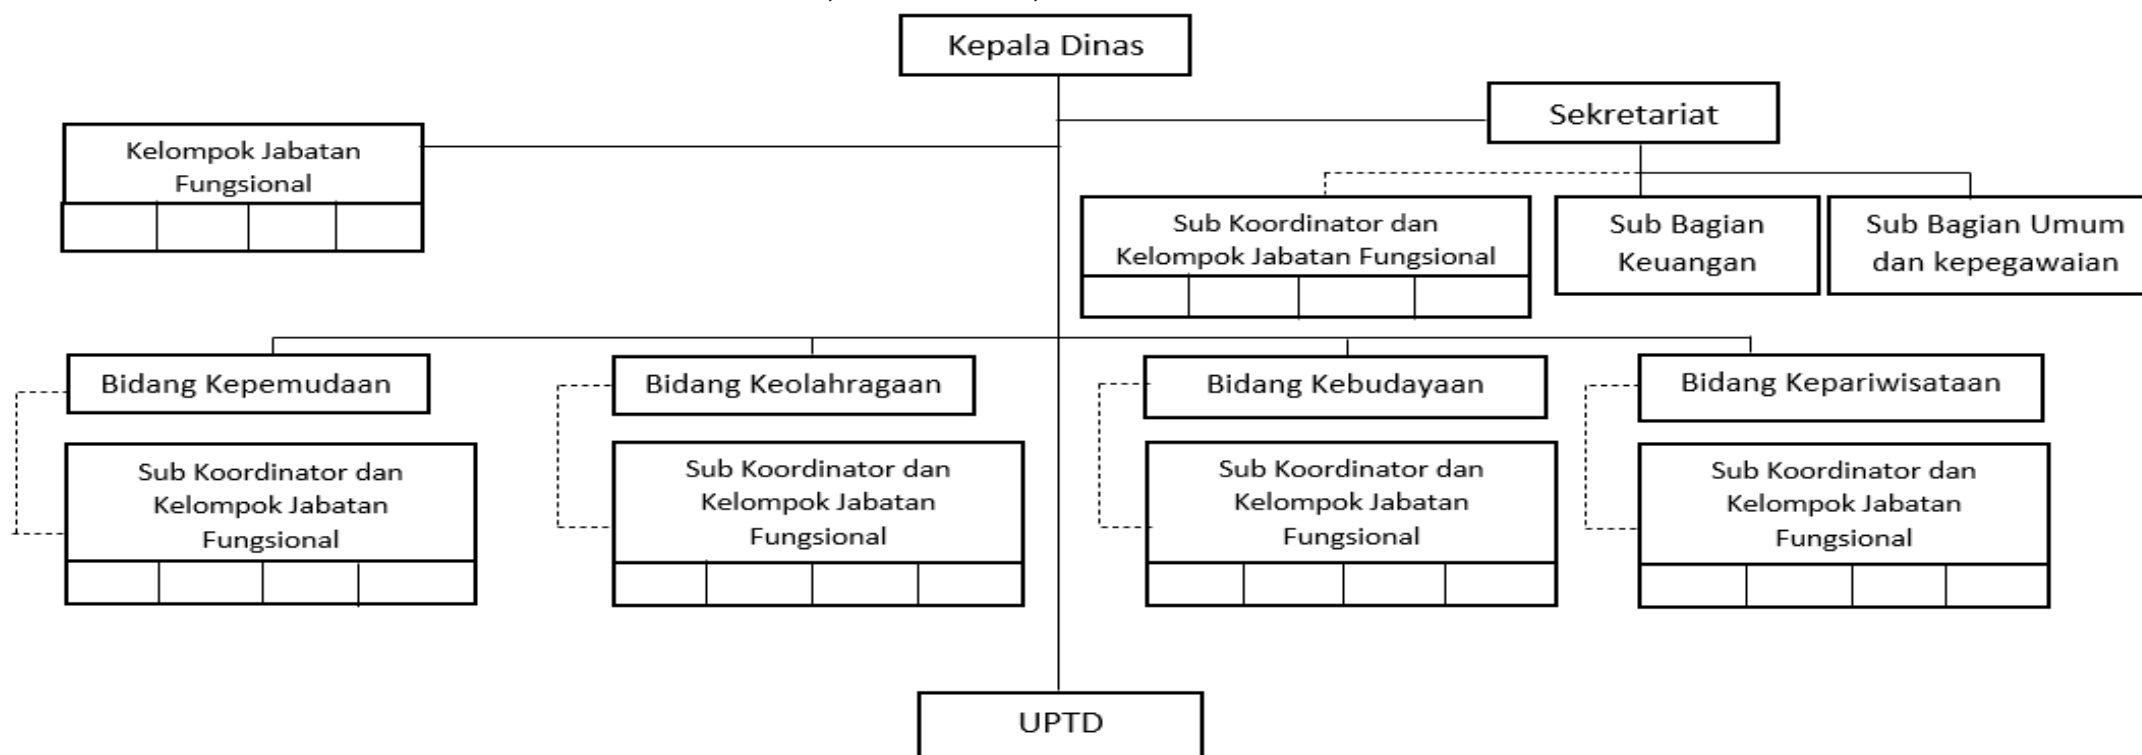 Kepala Dinas
Sekretariat
Kelompok Jabatan
Fungsional
Sub Koordinator dan
Kelompok Jabatan Fungsional
Sub Bagian
Keuangan
Sub Bagian Umum
dan kepegawaian
Bidang Kepemudaan
Bidang Keolahragaan
Bidang Kebudayaan
Bidang Kepariwisataan
Sub Koordinator dan
Kelompok Jabatan
Fungsional
Sub Koordinator dan
Kelompok Jabatan
Fungsional
Sub Koordinator dan
Kelompok Jabatan
Fungsional
Sub Koordinator dan
Kelompok Jabatan
Fungsional
UPTD